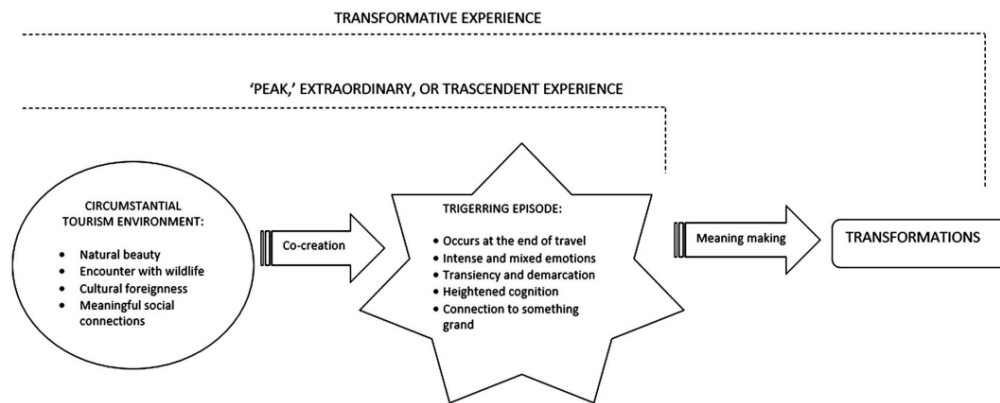 TRANSFORMATIVE EXPERIENCE
‘PEAK,’ EXTRAORDINARY, OR TRASCENDENT EXPERIENCE
CIRCUMSTANTIAL
TOURISM ENVIRONMENT:
• Natural beauty
• Encounter with wildlife
• Cultural foreignness
• Meaningful social
connections
Co-creation
TRIGERRING EPISODE:
• Occurs at the end of travel
• Intense and mixed emotions
• Transiency and demarcation
• Heightened cognition
• Connection to something
grand
Meaning making
TRANSFORMATIONS